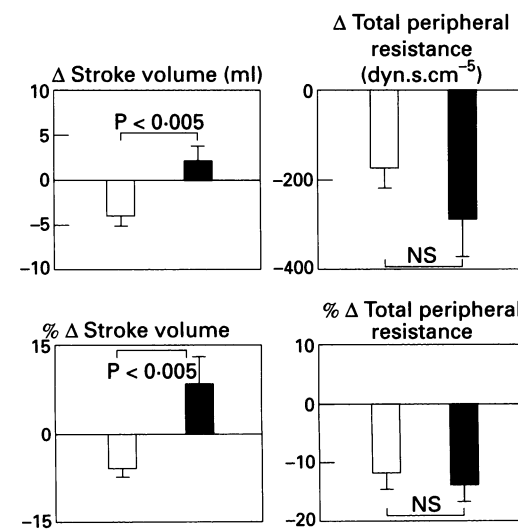 Δ Stroke volume (ml)
10
5
0
−5
−10
P < 0·005
Δ Total peripheral
resistance
(dyn.s.cm⁻⁵)
0
−200
−400
NS
% Δ Stroke volume
15
0
−15
P < 0·005
% Δ Total peripheral
resistance
10
0
−10
−20
NS